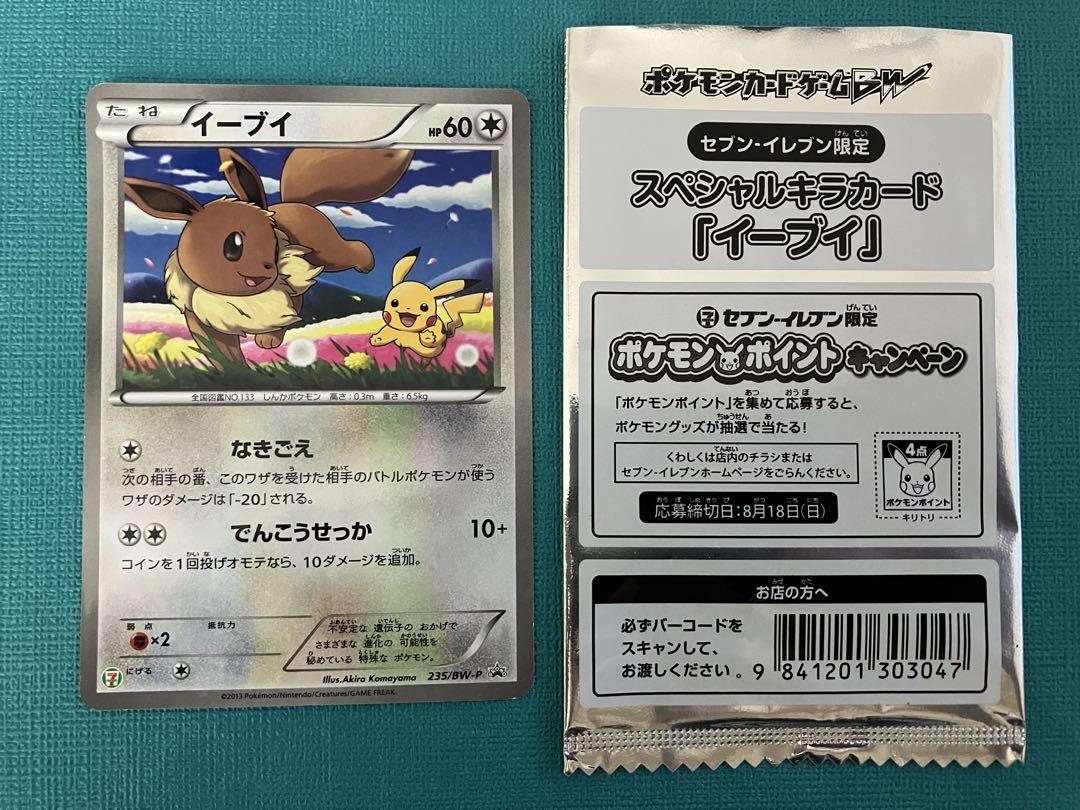 たね
イーブイ
HP60
全国図鑑NO.133 しんかポケモン 高さ:0.3m 重さ:6.5kg
なきごえ
次の相手の番、このワザを受けた相手のバトルポケモンが使う
ワザのダメージは「-20」される。
でんこうせっか 10+
コインを1回投げオモテなら、10ダメージを追加。
弱点 抵抗力
×2
にげる
不安定な 遺伝子の おかげで
さまざまな 進化の 可能性を
秘めている 特殊な ポケモン。
Illus.Akira Komayama 235/BW-P
©2013 Pokémon/Nintendo/Creatures/GAME FREAK
ポケモンカードゲームBW
セブン-イレブン限定
スペシャルキラカード
「イーブイ」
セブン-イレブン限定
ポケモンポイントキャンペーン
「ポケモンポイント」を集めて応募すると、
ポケモングッズが抽選で当たる!
くわしくは店内のチラシまたは
セブン-イレブンホームページをごらんください。
応募締切日:8月18日(日)
4点
ポケモンポイント
キリトリ
お店の方へ
必ずバーコードを
スキャンして、
お渡しください。
9 841201 303047